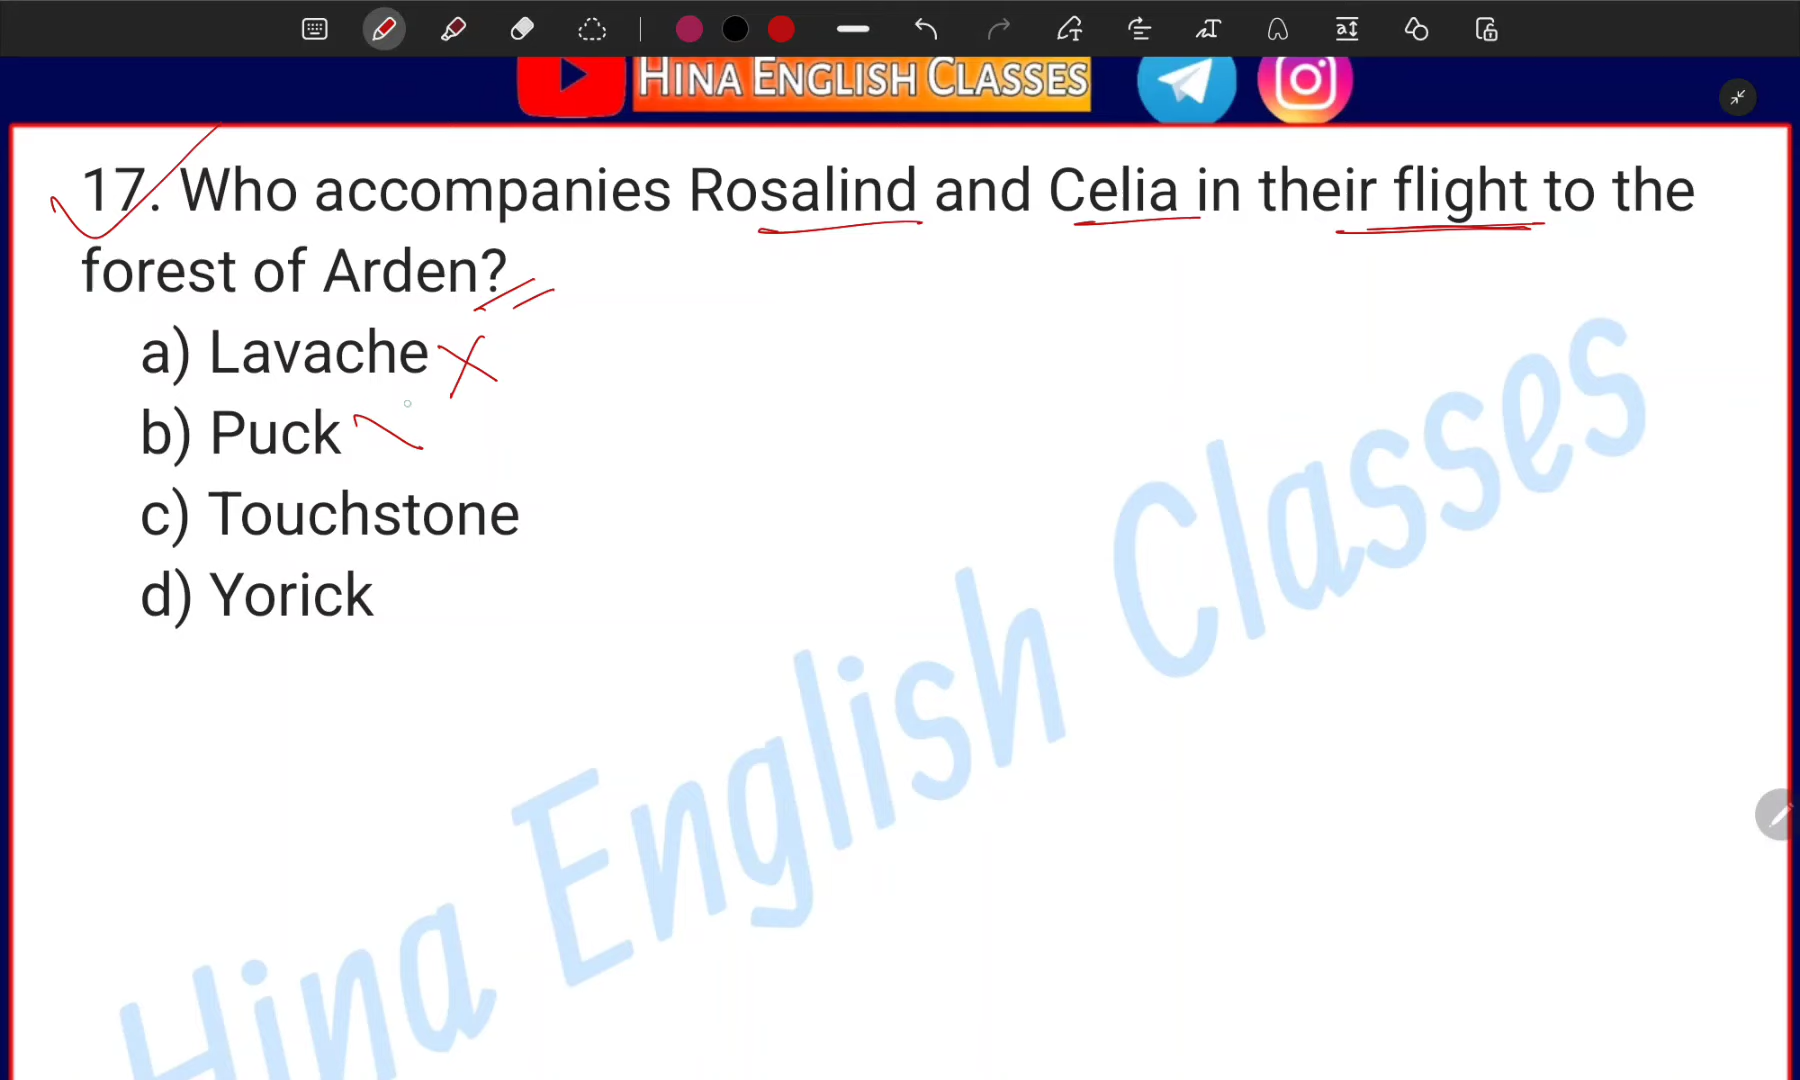 HINA ENGLISH CLASSES
17. Who accompanies Rosalind and Celia in their flight to the
forest of Arden?
a) Lavache
b) Puck
c) Touchstone
d) Yorick
Hina English Classes